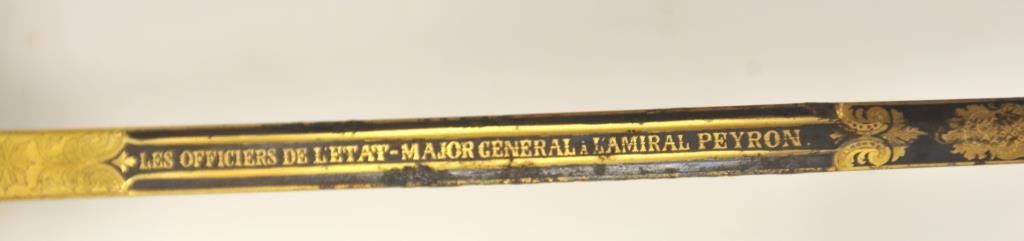 LES OFFICIERS DE L'ETAT-MAJOR GENERAL à L'AMIRAL PEYRON.